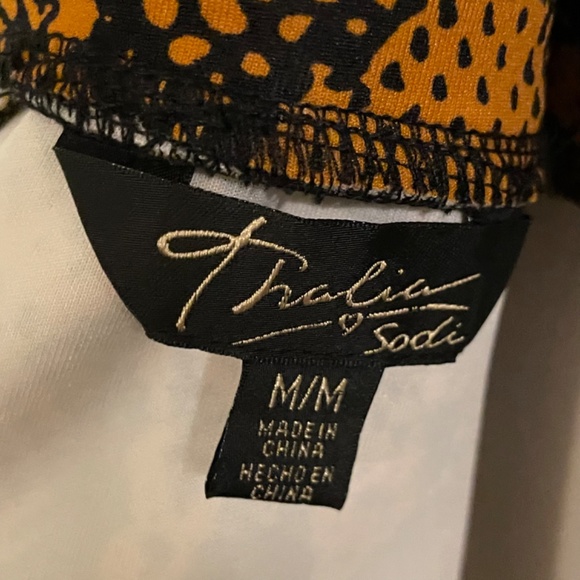 Thalia
Sodi
M/M
MADE IN
CHINA
HECHO EN
CHINA